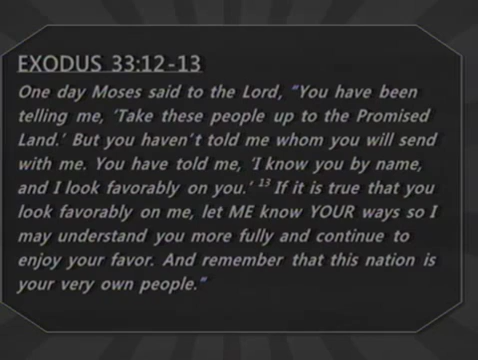 EXODUS 33:12-13
One day Moses said to the Lord, "You have been
telling me, 'Take these people up to the Promised
Land.' But you haven't told me whom you will send
with me. You have told me, 'I know you by name,
and I look favorably on you.' 13 If it is true that you
look favorably on me, let ME know YOUR ways so I
may understand you more fully and continue to
enjoy your favor. And remember that this nation is
your very own people."